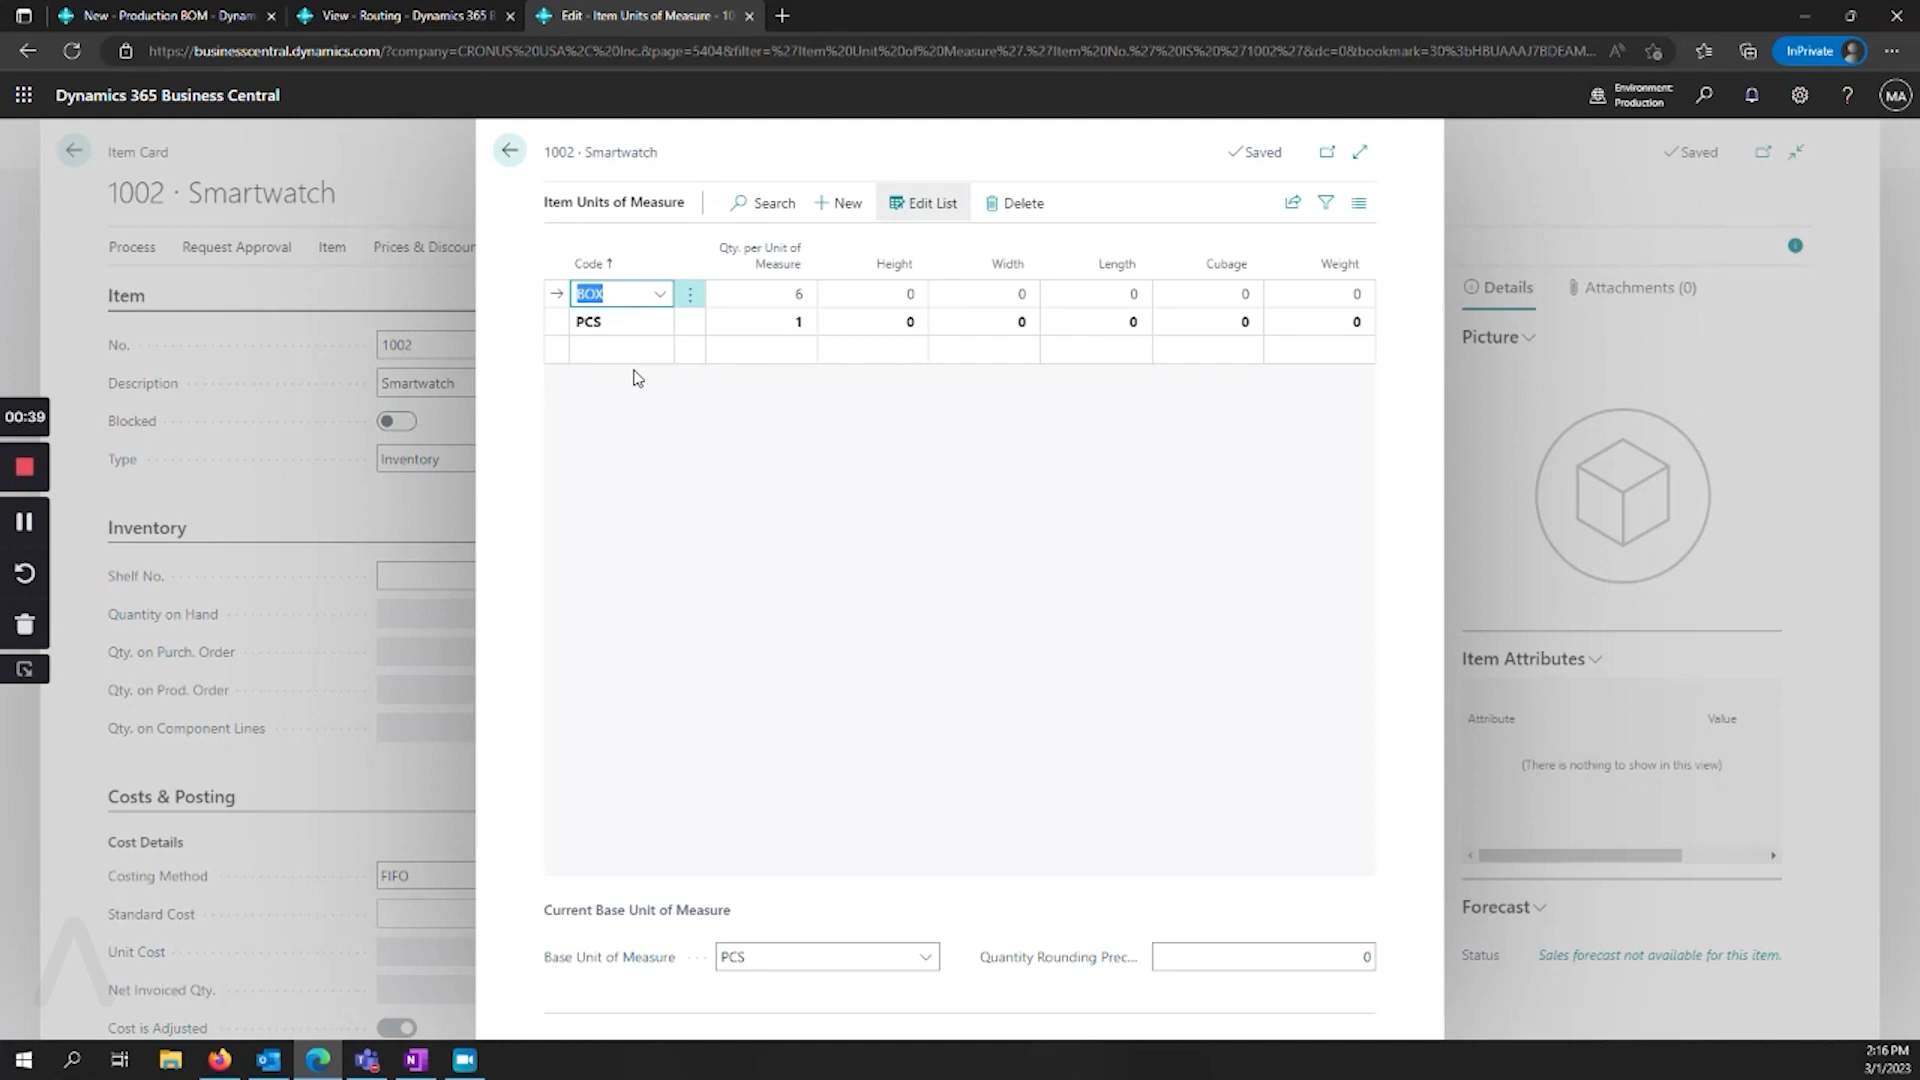 New - Production BOM - Dynam
View - Routing - Dynamics 365 B
Edit - Item Units of Measure - 10
https://businesscentral.dynamics.com/?company=CRONUS%20USA%2C%20Inc.&page=5404&filter=%27Item%20Unit%20of%20Measure%27.%27Item%20No.%27%20IS%20%271002%27&dc=0&bookmark=30%3bHBUAAAJ7BDEAM...
InPrivate
Dynamics 365 Business Central
Environment:
Production
MA
Item Card
1002 · Smartwatch
Process
Request Approval
Item
Prices & Discoun
Item
No.
1002
Description
Smartwatch
Blocked
Type
Inventory
Inventory
Shelf No.
Quantity on Hand
Qty. on Purch. Order
Qty. on Prod. Order
Qty. on Component Lines
Costs & Posting
Cost Details
Costing Method
FIFO
Standard Cost
Unit Cost
Net Invoiced Qty.
Cost is Adjusted
00:39
1002 · Smartwatch
Saved
Item Units of Measure
Search
New
Edit List
Delete
Code ↑
Qty. per Unit of
Measure
Height
Width
Length
Cubage
Weight
BOX 6 0 0 0 0 0
PCS 1 0 0 0 0 0
Current Base Unit of Measure
Base Unit of Measure
PCS
Quantity Rounding Prec...
0
Saved
Details
Attachments (0)
Picture
Item Attributes
Attribute
Value
(There is nothing to show in this view)
Forecast
Status
Sales forecast not available for this item.
2:16 PM
3/1/2023